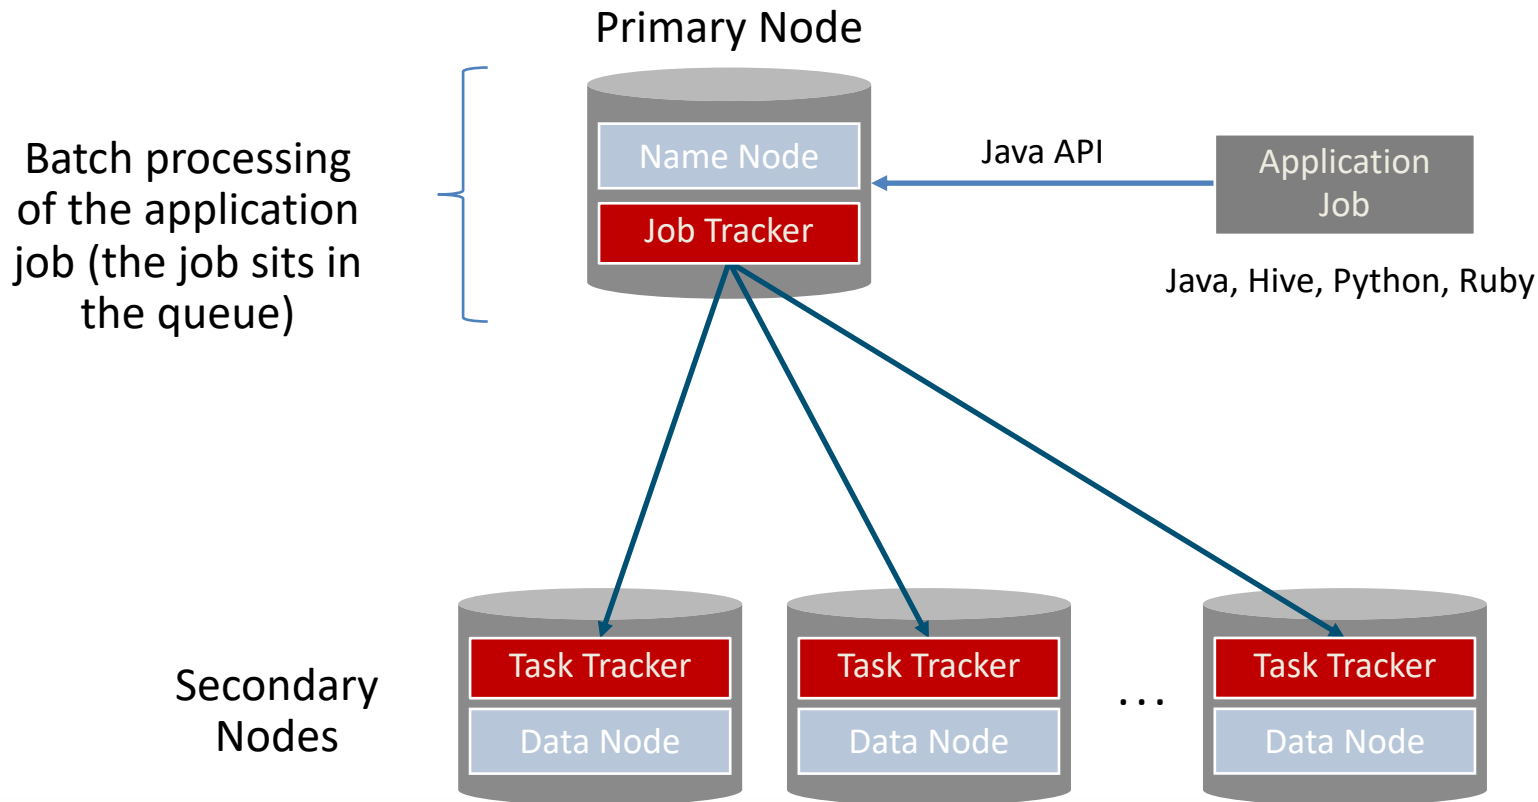 Primary Node
Batch processing
of the application
job (the job sits in
the queue)
Name Node
Job Tracker
Java API
Application
Job
Java, Hive, Python, Ruby
Secondary
Nodes
Task Tracker
Data Node
Task Tracker
Data Node
...
Task Tracker
Data Node